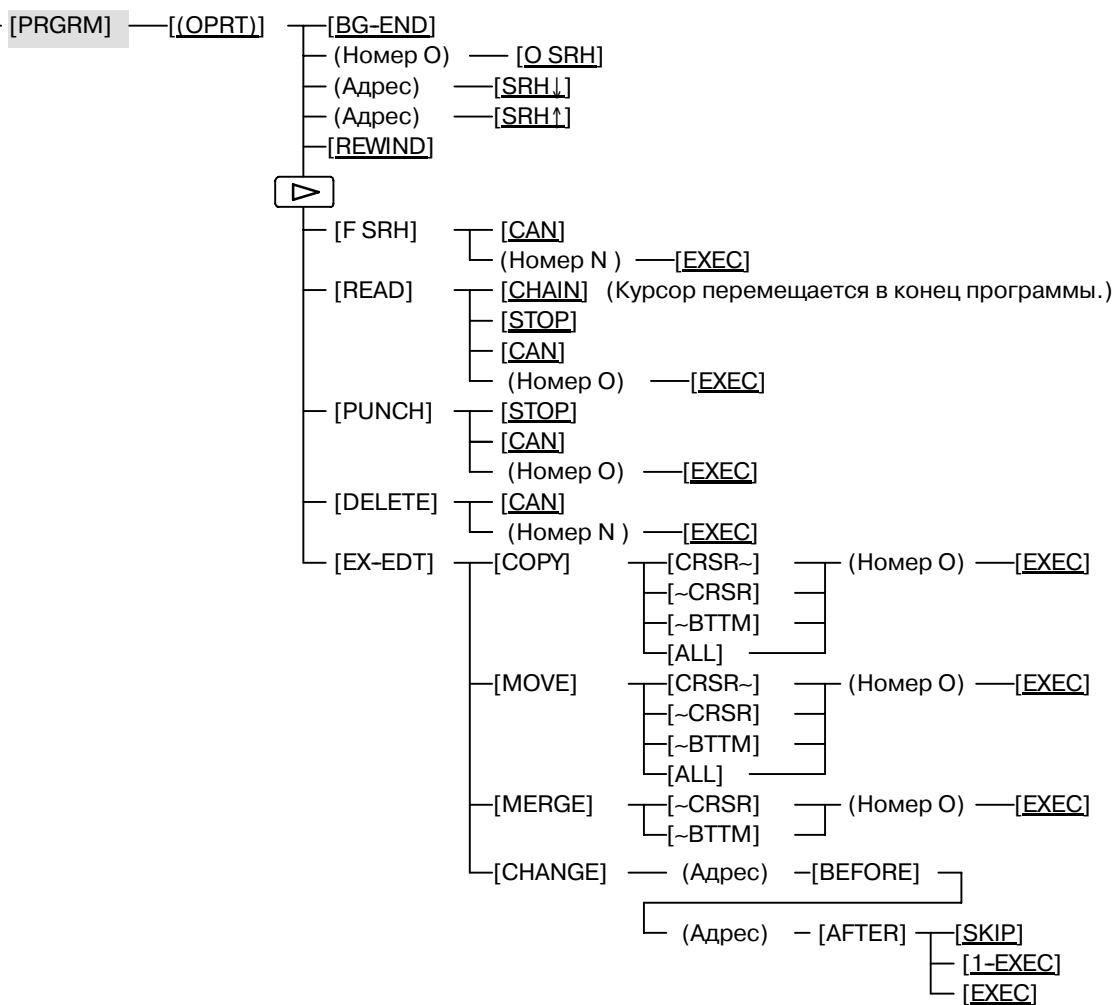 [PRGRM] [(OPRT)] [BG-END]
(Номер O) [O SRH]
(Адрес) [SRH↓]
(Адрес) [SRH↑]
[REWIND]
[F SRH] [CAN]
(Номер N ) [EXEC]
[READ] [CHAIN] (Курсор перемещается в конец программы.)
[STOP]
[CAN]
(Номер O) [EXEC]
[PUNCH] [STOP]
[CAN]
(Номер O) [EXEC]
[DELETE] [CAN]
(Номер N ) [EXEC]
[EX-EDT] [COPY] [CRSR~] (Номер O) [EXEC]
[~CRSR]
[~BTTM]
[ALL]
[MOVE] [CRSR~] (Номер O) [EXEC]
[~CRSR]
[~BTTM]
[ALL]
[MERGE] [~CRSR] (Номер O) [EXEC]
[~BTTM]
[CHANGE] (Адрес) [BEFORE]
(Адрес) [AFTER] [SKIP]
[1-EXEC]
[EXEC]